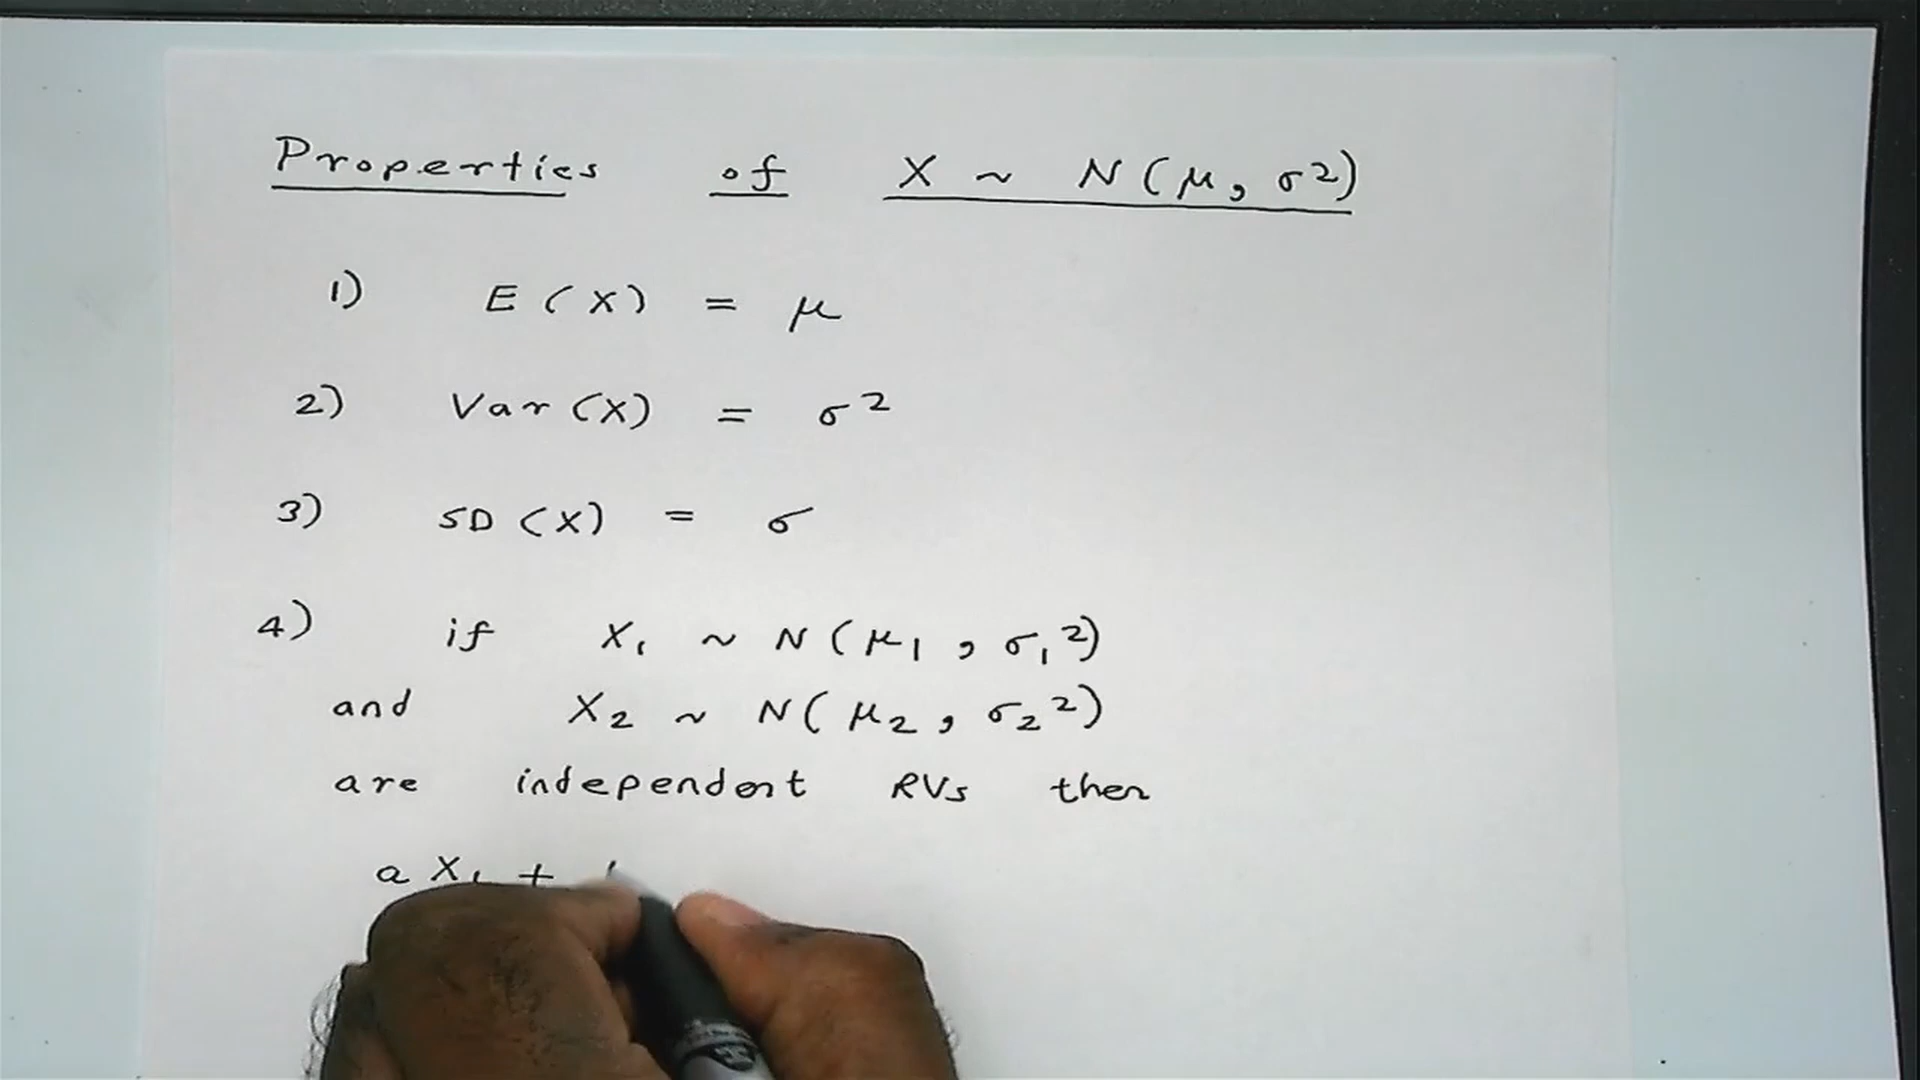 Properties of X ~ N(μ, σ²)
1) E(X) = μ
2) Var(X) = σ²
3) SD(X) = σ
4) if X₁ ~ N(μ₁, σ₁²)
and X₂ ~ N(μ₂, σ₂²)
are independent RVs then
a X₁ +